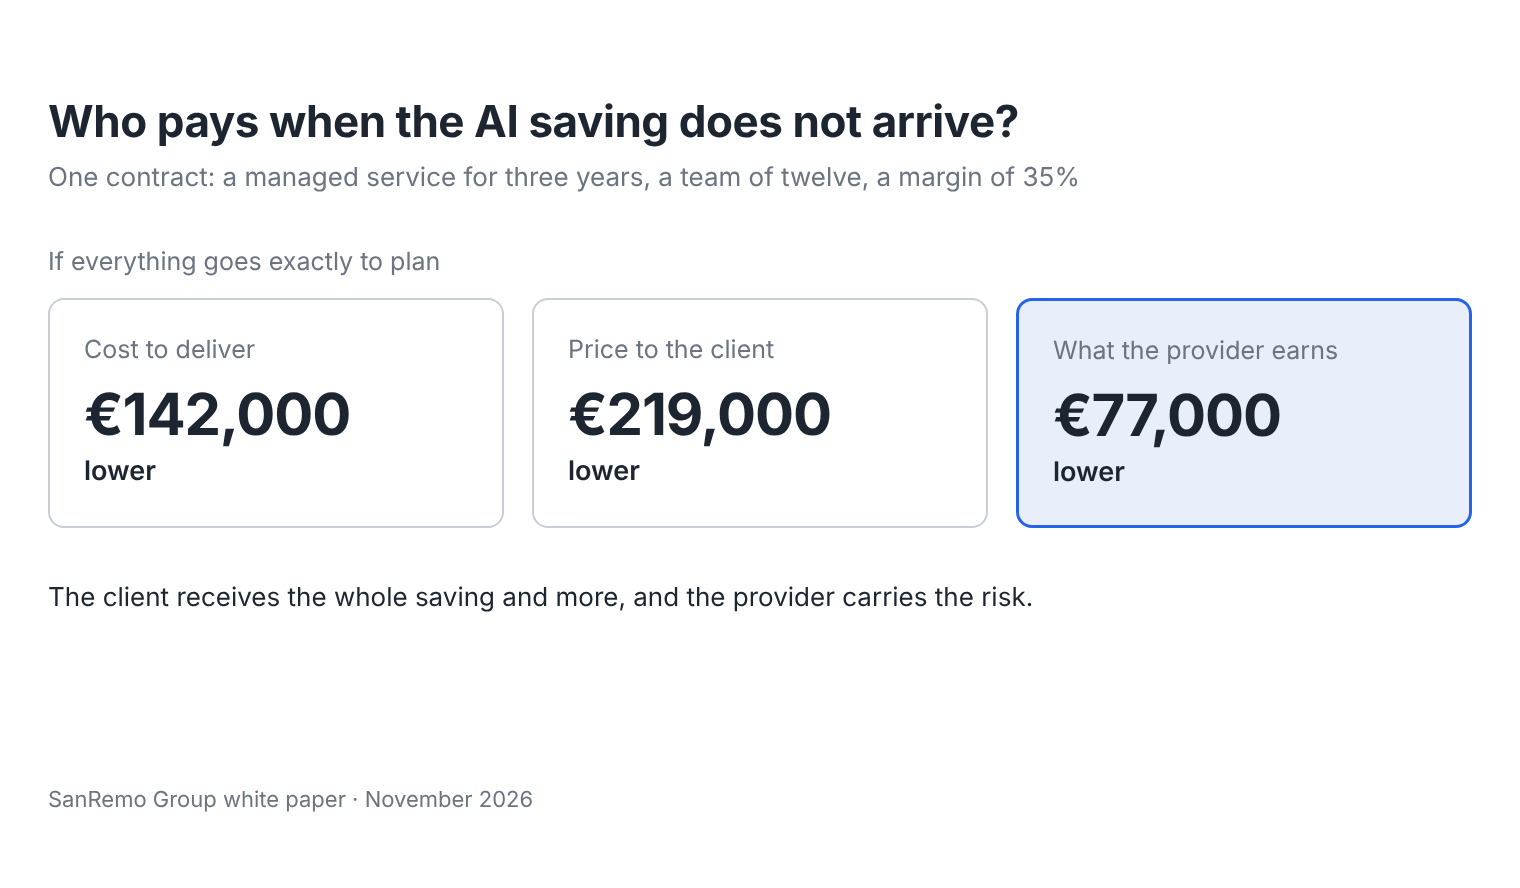 Who pays when the AI saving does not arrive?
One contract: a managed service for three years, a team of twelve, a margin of 35%
If everything goes exactly to plan
Cost to deliver
€142,000
lower
Price to the client
€219,000
lower
What the provider earns
€77,000
lower
The client receives the whole saving and more, and the provider carries the risk.
SanRemo Group white paper · November 2026